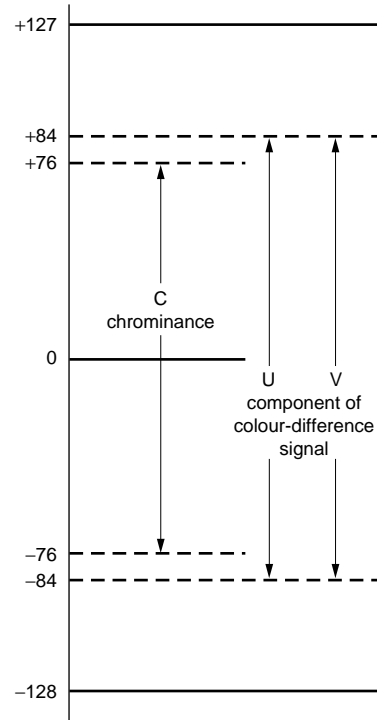 +127
+84
+76
C
chrominance
0
U V
component of
colour-difference
signal
−76
−84
−128